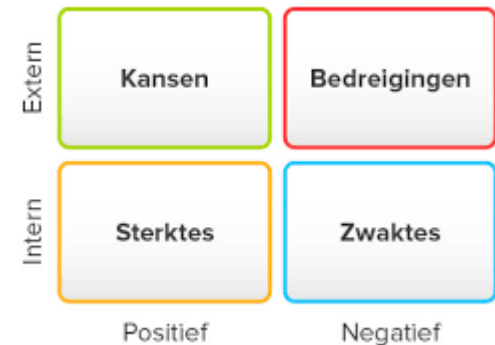 Extern
Kansen
Bedreigingen
Intern
Sterktes
Zwaktes
Positief
Negatief